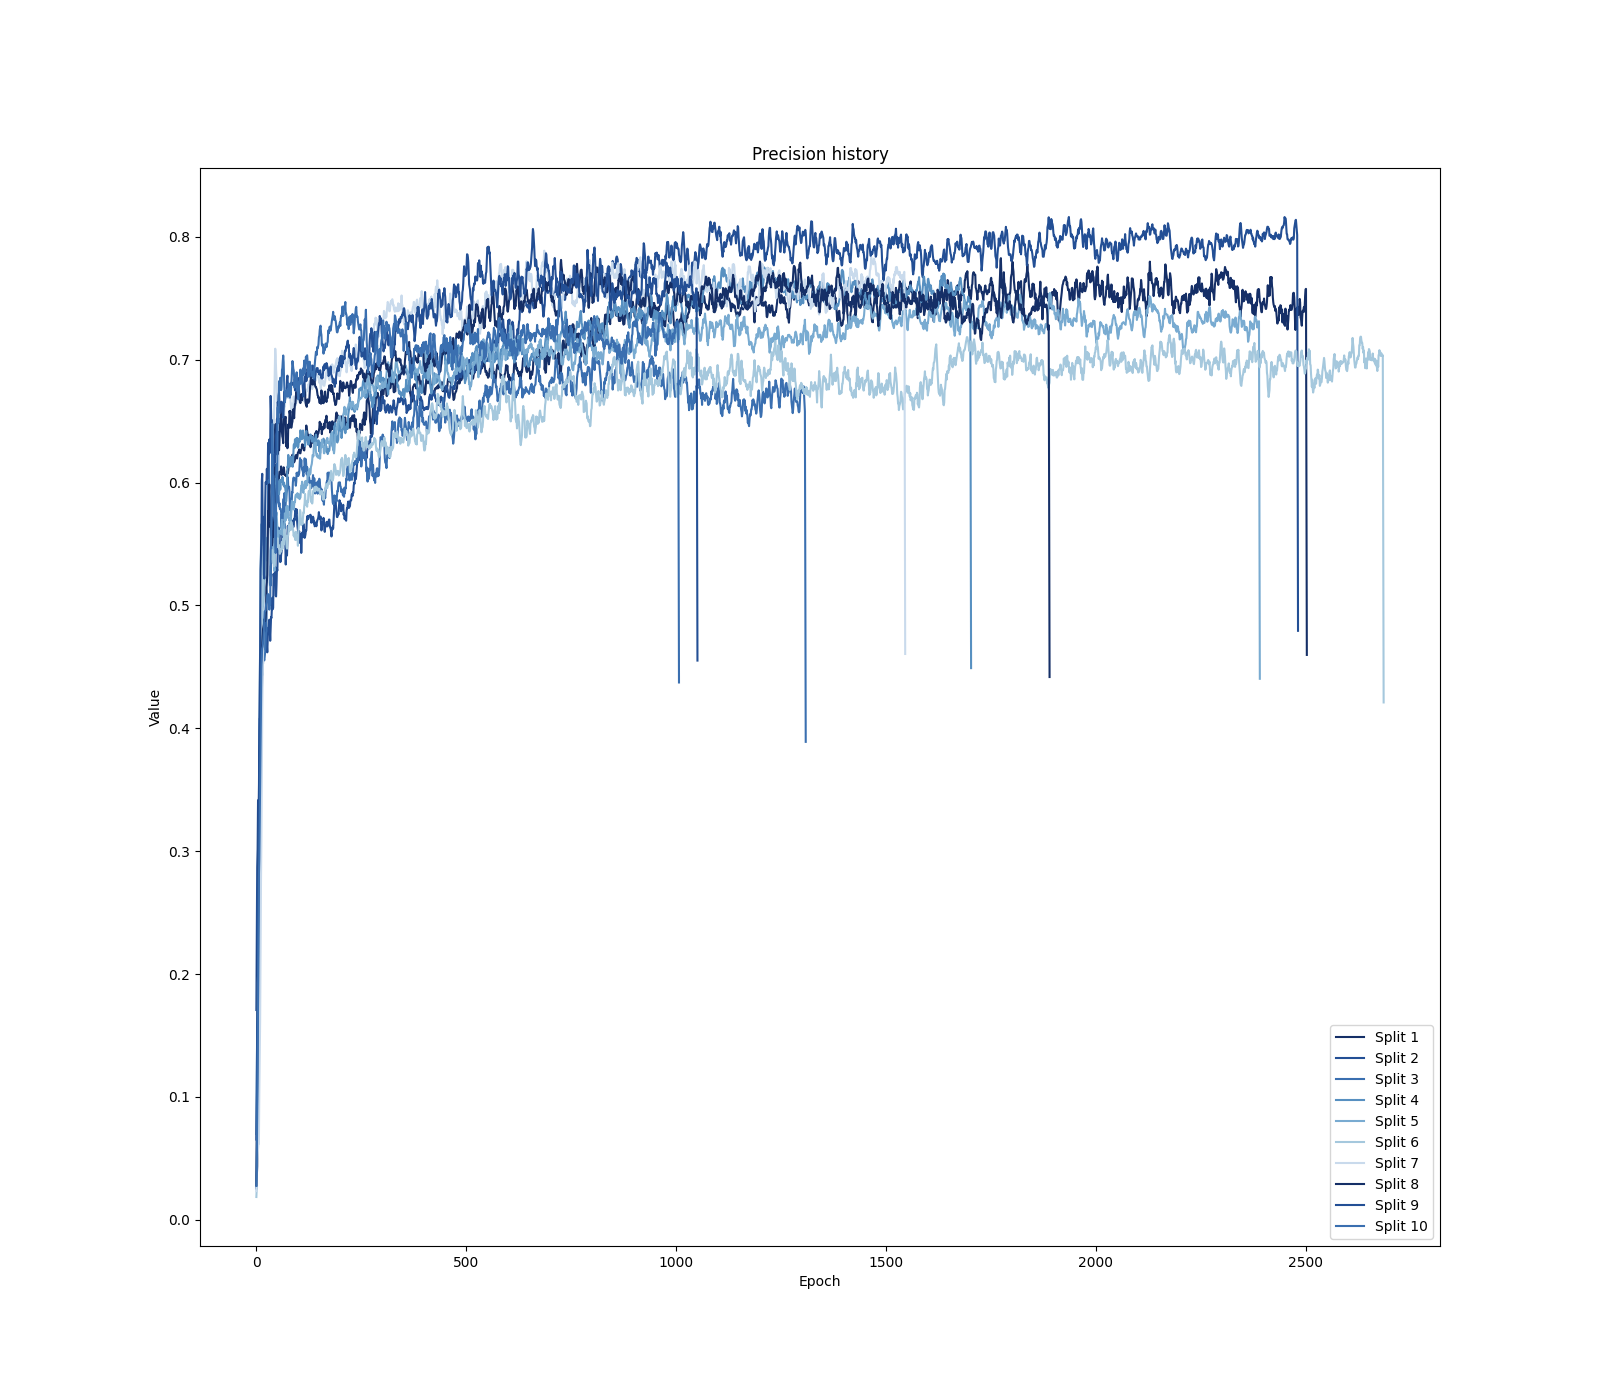 Precision history
0.8
0.7
0.6
0.5
0.4
0.3
0.2
0.1
0.0
Value
0
500
1000
1500
2000
2500
Epoch
Split 1
Split 2
Split 3
Split 4
Split 5
Split 6
Split 7
Split 8
Split 9
Split 10